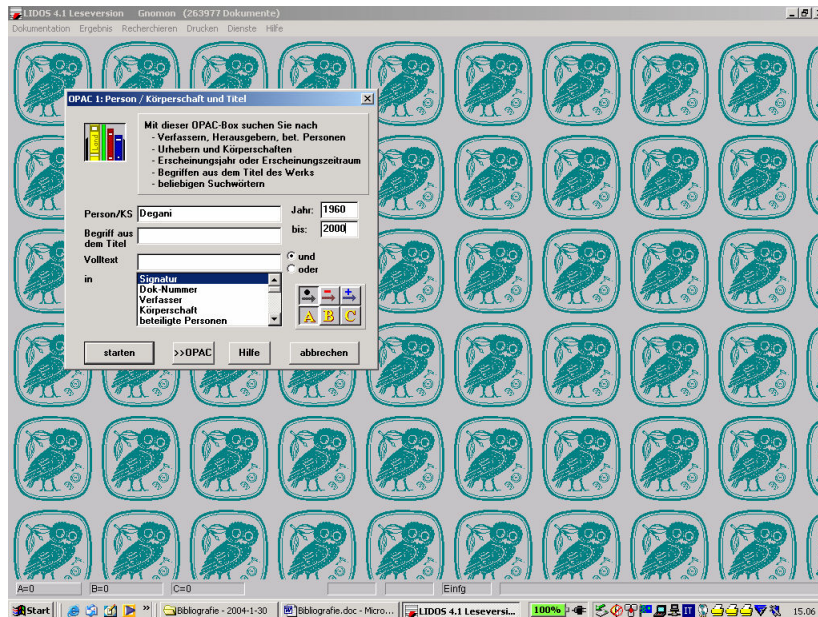 LIDOS 4.1 Leseversion Gnomon (263977 Dokumente)
Dokumentation Ergebnis Recherchieren Drucken Dienste Hilfe
OPAC 1: Person / Körperschaft und Titel
Mit dieser OPAC-Box suchen Sie nach
- Verfassern, Herausgebern, bet. Personen
- Urhebern und Körperschaften
- Erscheinungsjahr oder Erscheinungszeitraum
- Begriffen aus dem Titel des Werks
- beliebigen Suchwörtern
Person/KS Degani Jahr: 1960
Begriff aus dem Titel bis: 2000
Volltext und
oder
in Signatur
Dok-Nummer
Verfasser
Körperschaft
beteiligte Personen
A B C
starten >>OPAC Hilfe abbrechen
A=0 B=0 C=0 Einfg
Start » Bibliografie - 2004-1-30 Bibliografie.doc - Micro... LIDOS 4.1 Leseversi... 100% IT 15.06